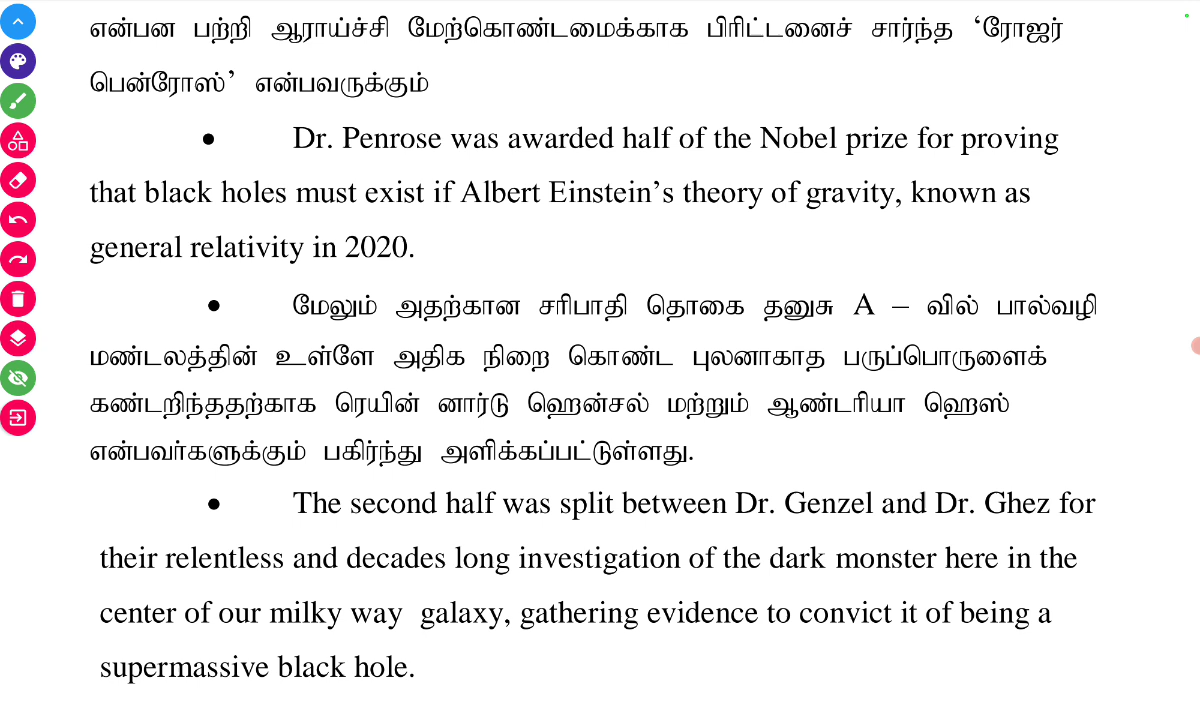 என்பன பற்றி ஆராய்ச்சி மேற்கொண்டமைக்காக பிரிட்டனைச் சார்ந்த ‘ரோஜர்
பென்ரோஸ்’ என்பவருக்கும்
• Dr. Penrose was awarded half of the Nobel prize for proving
that black holes must exist if Albert Einstein’s theory of gravity, known as
general relativity in 2020.
• மேலும் அதற்கான சரிபாதி தொகை தனுசு A – வில் பால்வழி
மண்டலத்தின் உள்ளே அதிக நிறை கொண்ட புலனாகாத பருப்பொருளைக்
கண்டறிந்ததற்காக ரெயின் னார்டு ஹென்சல் மற்றும் ஆண்டரியா ஹெஸ்
என்பவர்களுக்கும் பகிர்ந்து அளிக்கப்பட்டுள்ளது.
• The second half was split between Dr. Genzel and Dr. Ghez for
their relentless and decades long investigation of the dark monster here in the
center of our milky way galaxy, gathering evidence to convict it of being a
supermassive black hole.